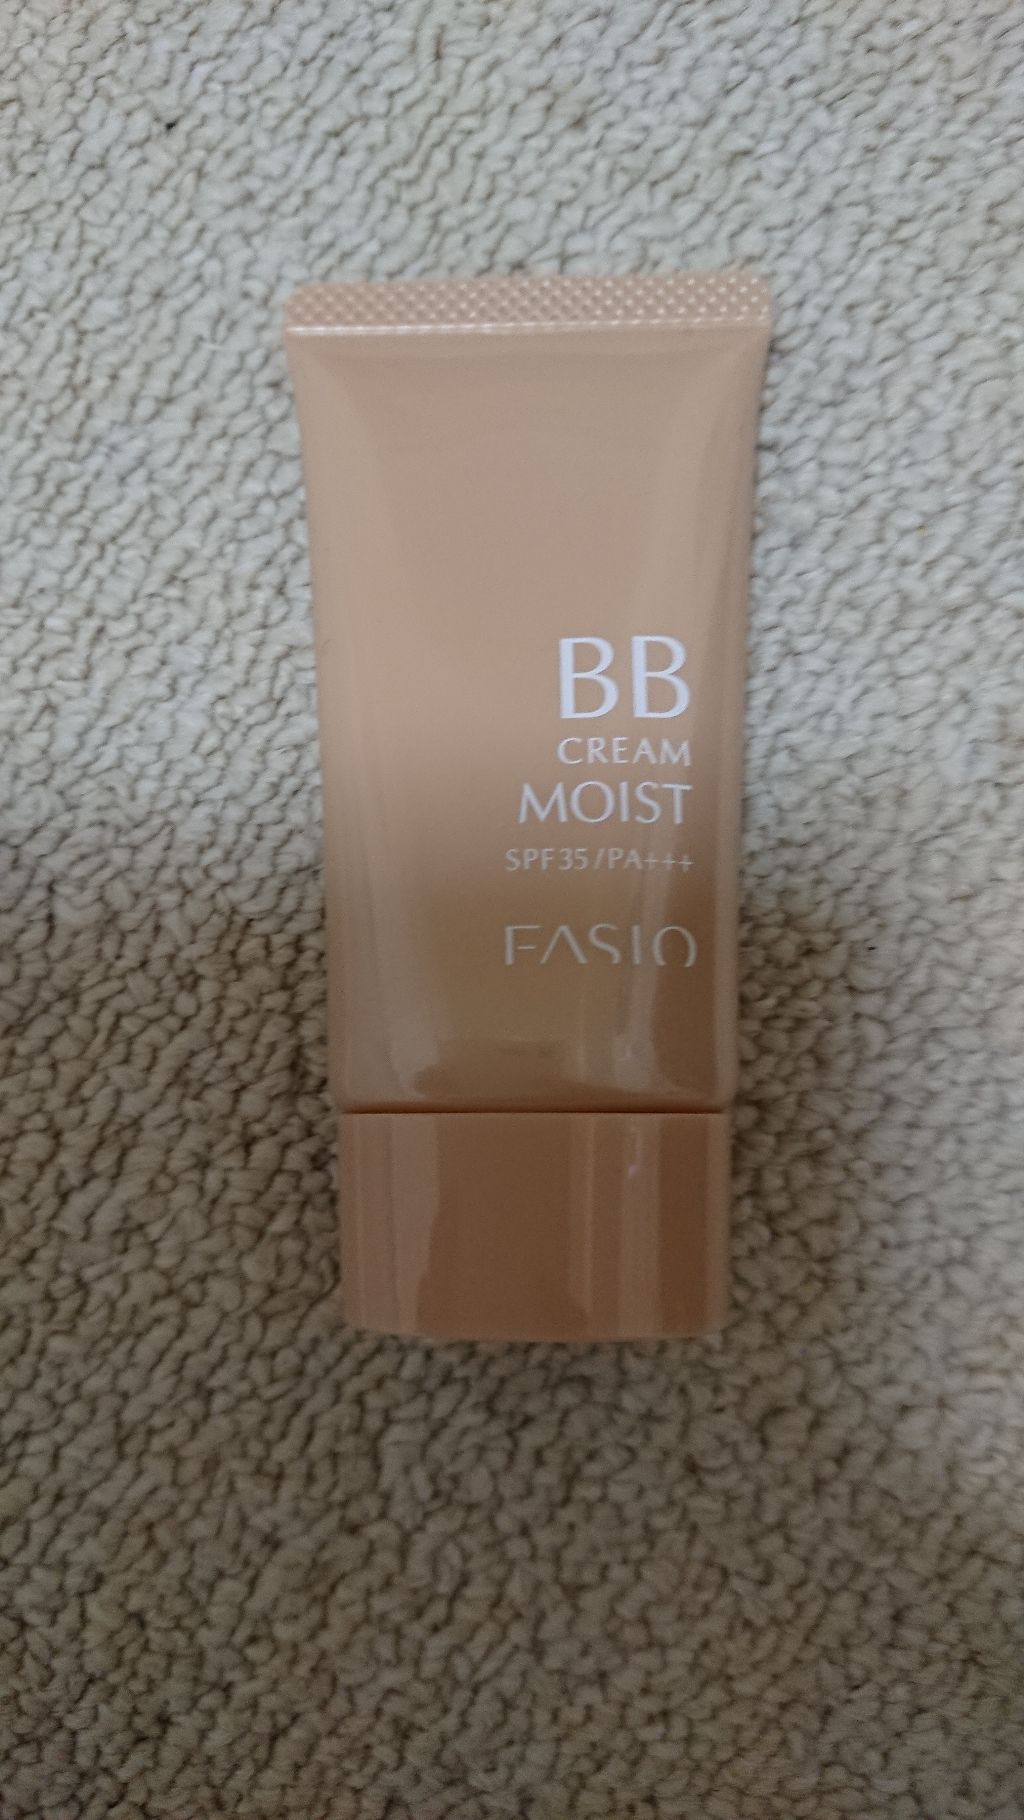 BB
CREAM
MOIST
SPF35/PA+++
FASIO